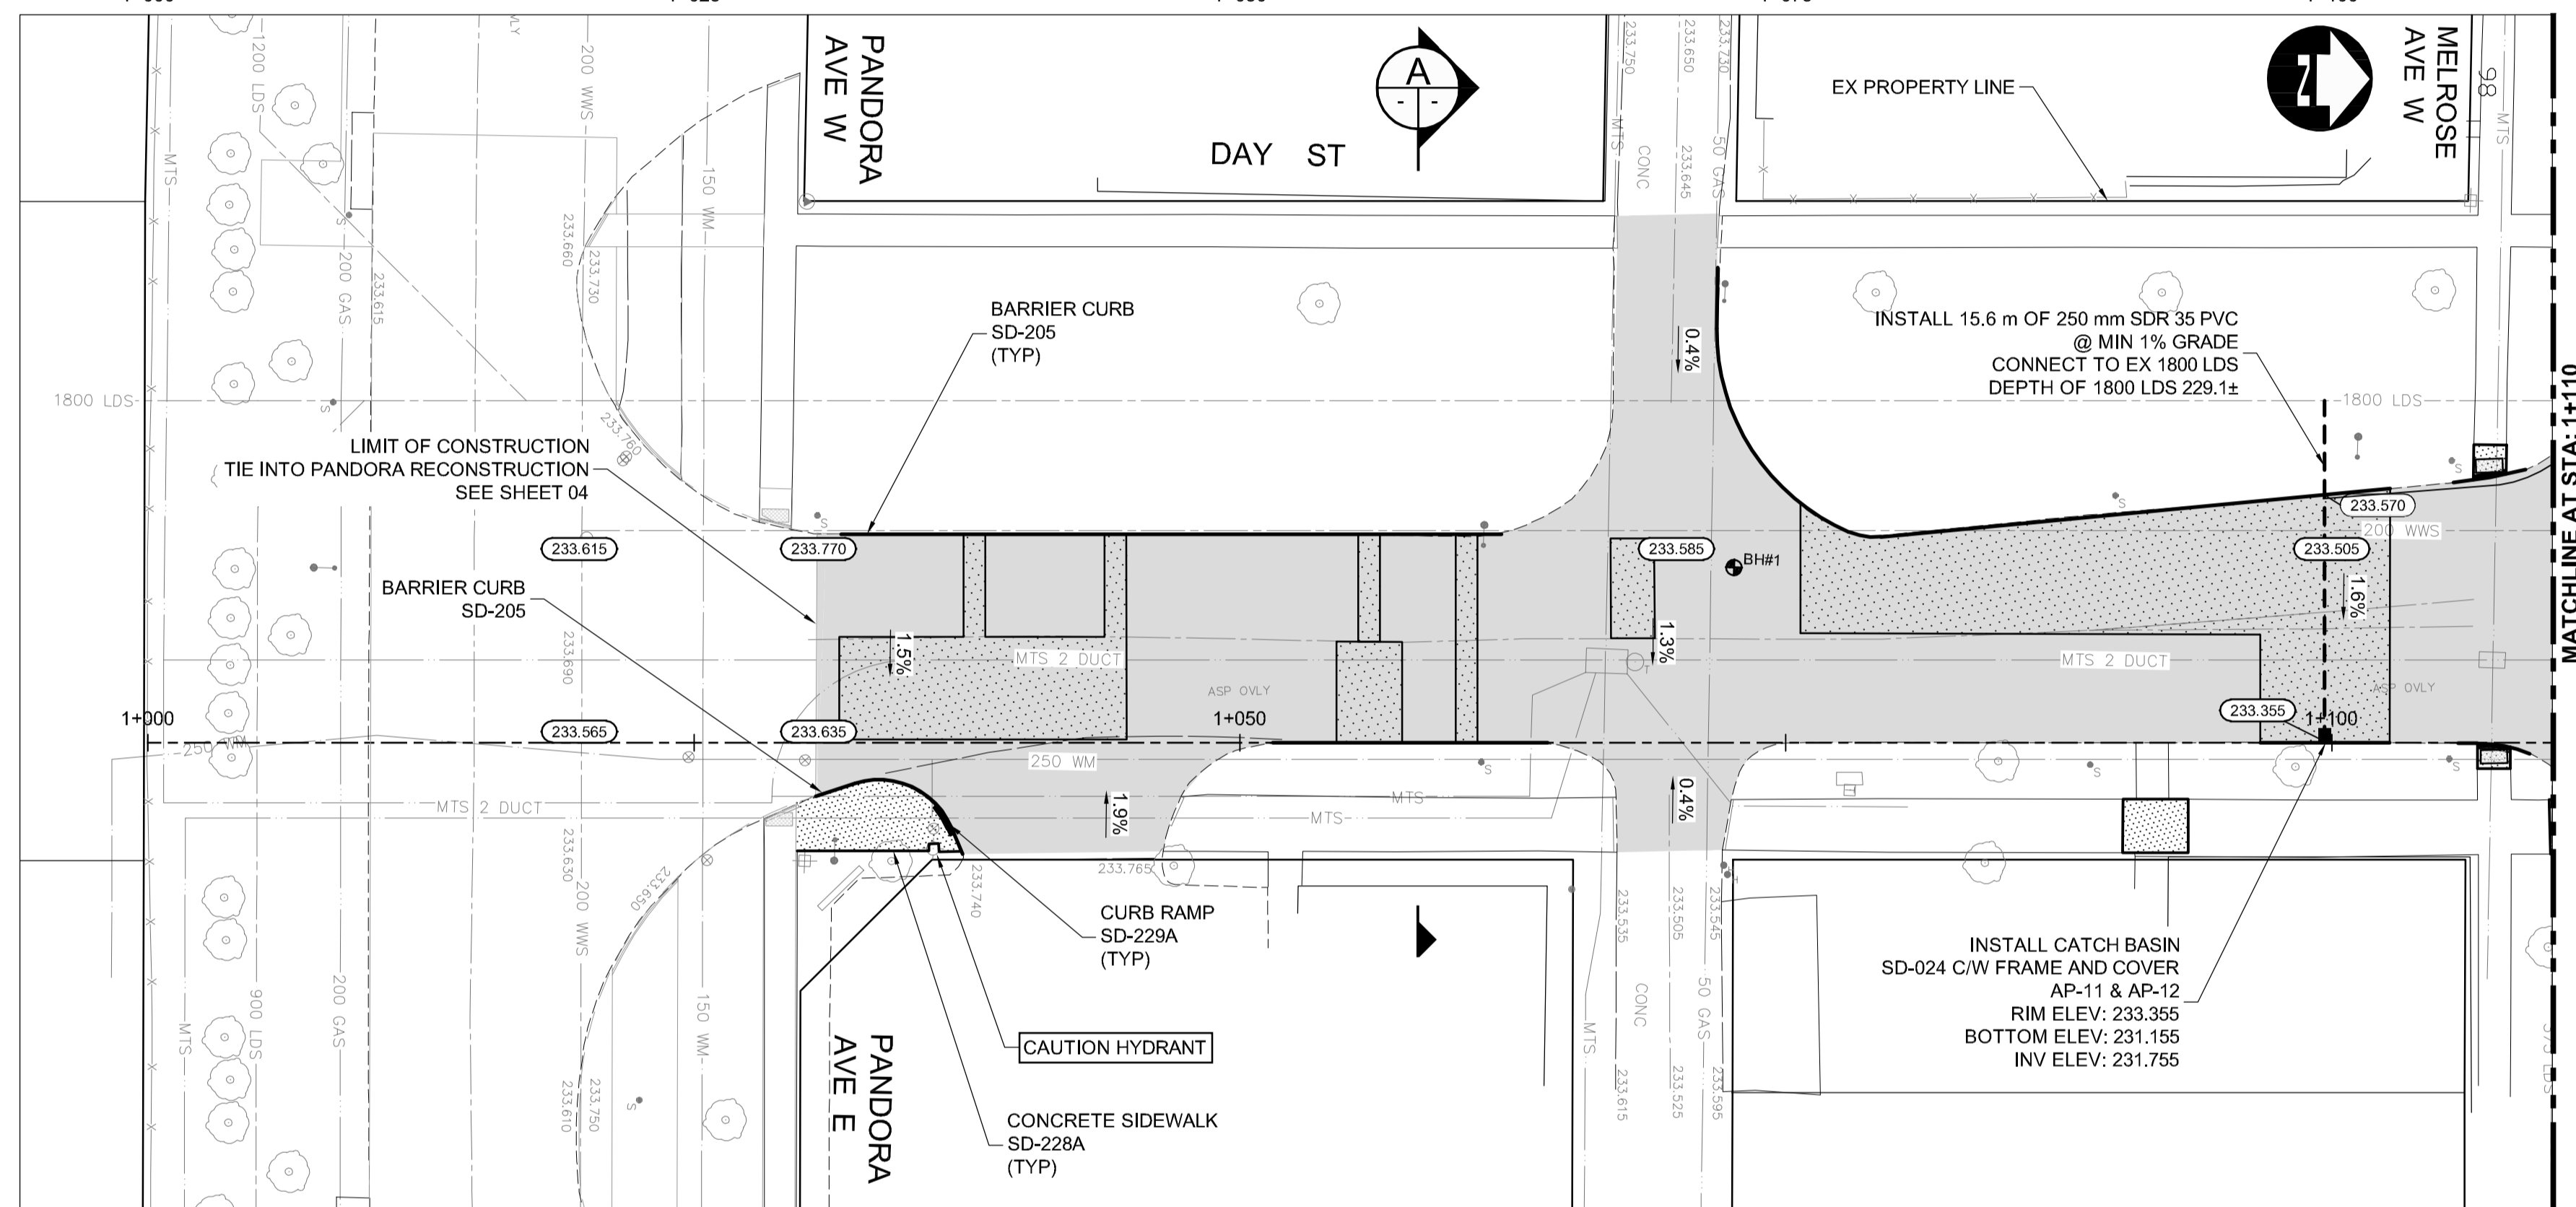 PANDORA
AVE W
A
- -
DAY ST
EX PROPERTY LINE
N
MELROSE
AVE W
98
MTS
1200 LDS
200 WWS
150 WM
MTS
200 GAS
233.615
233.660
233.730
233.760
233.750
233.650
233.730
MTS
CONC
233.645
50 GAS
BARRIER CURB
SD-205
(TYP)
0.4%
INSTALL 15.6 m OF 250 mm SDR 35 PVC
@ MIN 1% GRADE
CONNECT TO EX 1800 LDS
DEPTH OF 1800 LDS 229.1±
1800 LDS
1800 LDS
MATCHLINE AT STA: 1+110
LIMIT OF CONSTRUCTION
TIE INTO PANDORA RECONSTRUCTION
SEE SHEET 04
S
S
S
S
S
233.570
200 WWS
233.615
233.770
233.585
233.505
BH#1
BARRIER CURB
SD-205
1.5%
1.3%
1.6%
233.690
MTS 2 DUCT
MTS 2 DUCT
ASP OVLY
ASP OVLY
T
1+000
1+050
1+100
233.355
233.565
233.635
250 WM
250 WM
S
S
S
MTS 2 DUCT
MTS
MTS
1.9%
0.4%
233.630
233.650
233.765
233.740
H
200 WWS
CURB RAMP
SD-229A
(TYP)
233.535
233.505
233.545
INSTALL CATCH BASIN
SD-024 C/W FRAME AND COVER
AP-11 & AP-12
RIM ELEV: 233.355
BOTTOM ELEV: 231.155
INV ELEV: 231.755
MTS
900 LDS
200 GAS
150 WM
CONC
50 GAS
MTS
CAUTION HYDRANT
PANDORA
AVE E
233.610
233.750
S
233.615
233.525
233.595
CONCRETE SIDEWALK
SD-228A
(TYP)